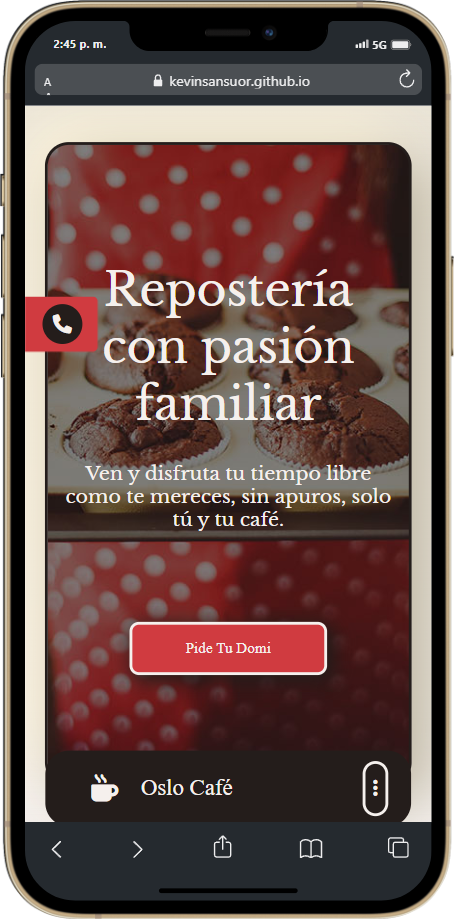 2:45 p. m.
5G
A
kevinsansuor.github.io
Repostería
con pasión
familiar
Ven y disfruta tu tiempo libre
como te mereces, sin apuros, solo
tú y tu café.
Pide Tu Domi
Oslo Café